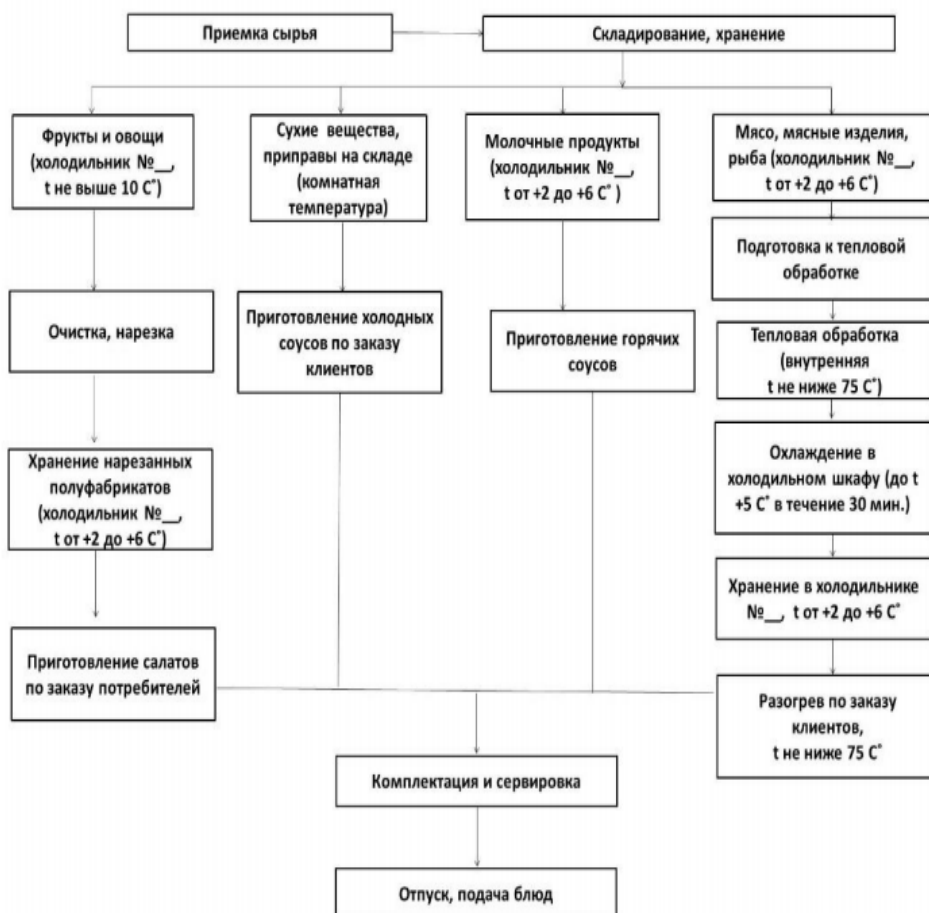 Приемка сырья
Складирование, хранение
Фрукты и овощи
(холодильник №__,
t не выше 10 С˚)
Сухие вещества,
приправы на складе
(комнатная
температура)
Молочные продукты
(холодильник №__,
t от +2 до +6 С˚ )
Мясо, мясные изделия,
рыба (холодильник №__,
t от +2 до +6 С˚)
Подготовка к тепловой
обработке
Очистка, нарезка
Приготовление холодных
соусов по заказу
клиентов
Приготовление горячих
соусов
Тепловая обработка
(внутренняя
t не ниже 75 С˚)
Хранение нарезанных
полуфабрикатов
(холодильник №__,
t от +2 до +6 С˚)
Охлаждение в
холодильном шкафу (до t
+5 С˚ в течение 30 мин.)
Хранение в холодильнике
№__, t от +2 до +6 С˚
Приготовление салатов
по заказу потребителей
Разогрев по заказу
клиентов,
t не ниже 75 С˚
Комплектация и сервировка
Отпуск, подача блюд